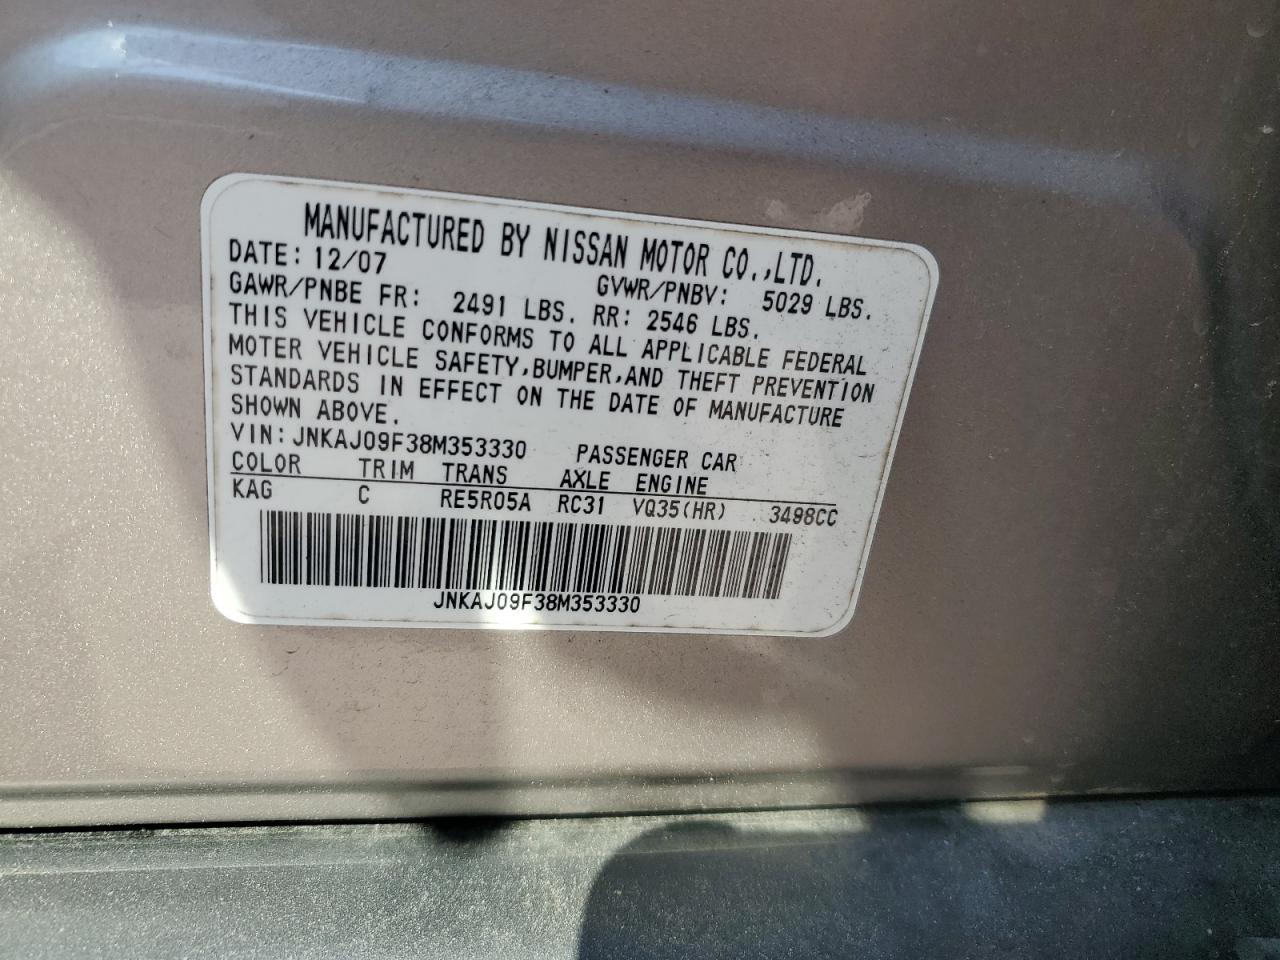 MANUFACTURED BY NISSAN MOTOR CO.,LTD.
DATE: 12/07
GVWR/PNBV: 5029 LBS.
GAWR/PNBE FR: 2491 LBS. RR: 2546 LBS.
THIS VEHICLE CONFORMS TO ALL APPLICABLE FEDERAL
MOTER VEHICLE SAFETY,BUMPER,AND THEFT PREVENTION
STANDARDS IN EFFECT ON THE DATE OF MANUFACTURE
SHOWN ABOVE.
VIN: JNKAJ09F38M353330 PASSENGER CAR
COLOR TRIM TRANS AXLE ENGINE
KAG C RE5R05A RC31 VQ35(HR) 3498CC
JNKAJ09F38M353330